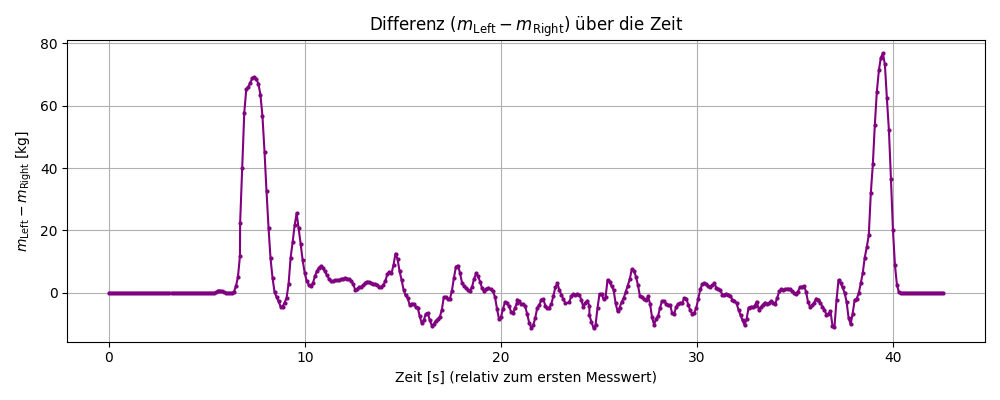 Differenz (m_Left − m_Right) über die Zeit
m_Left − m_Right [kg]
80
60
40
20
0
0 10 20 30 40
Zeit [s] (relativ zum ersten Messwert)